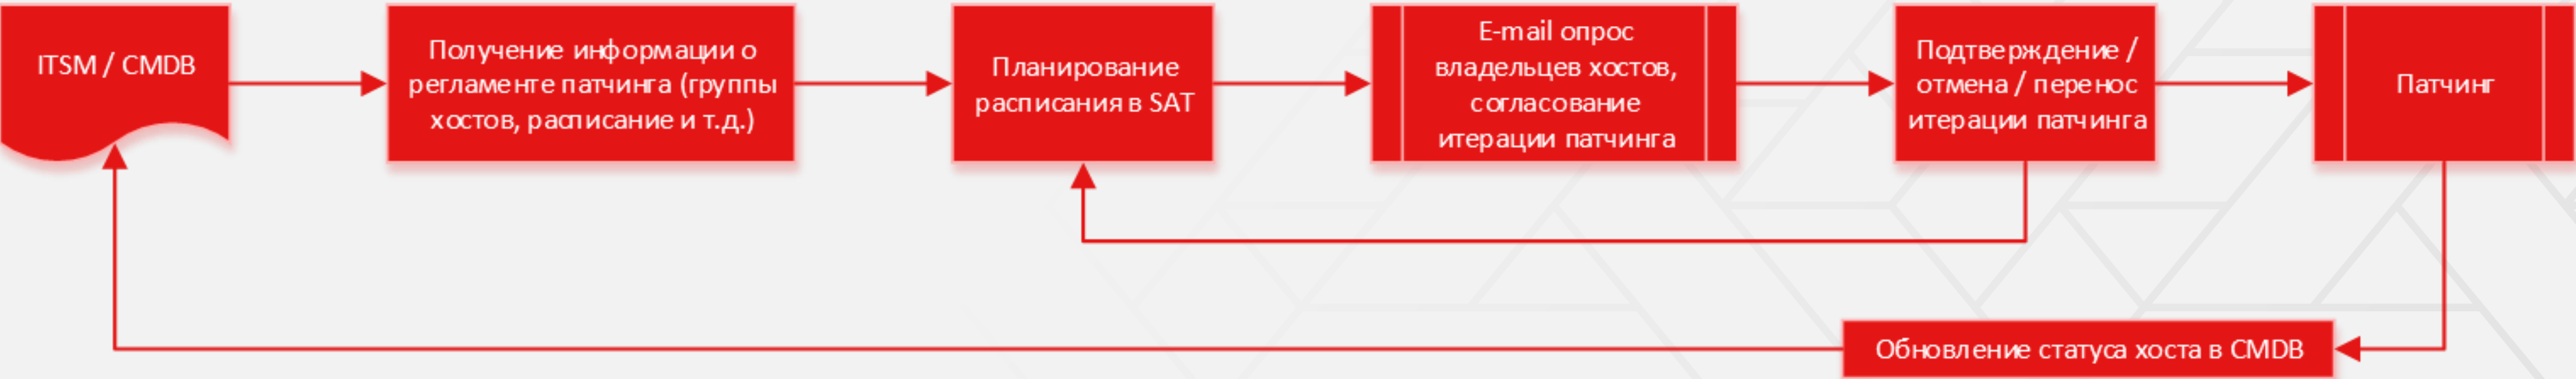 ITSM / CMDB
Получение информации о
регламенте патчинга (группы
хостов, расписание и т.д.)
Планирование
расписания в SAT
E-mail опрос
владельцев хостов,
согласование
итерации патчинга
Подтверждение /
отмена / перенос
итерации патчинга
Патчинг
Обновление статуса хоста в CMDB